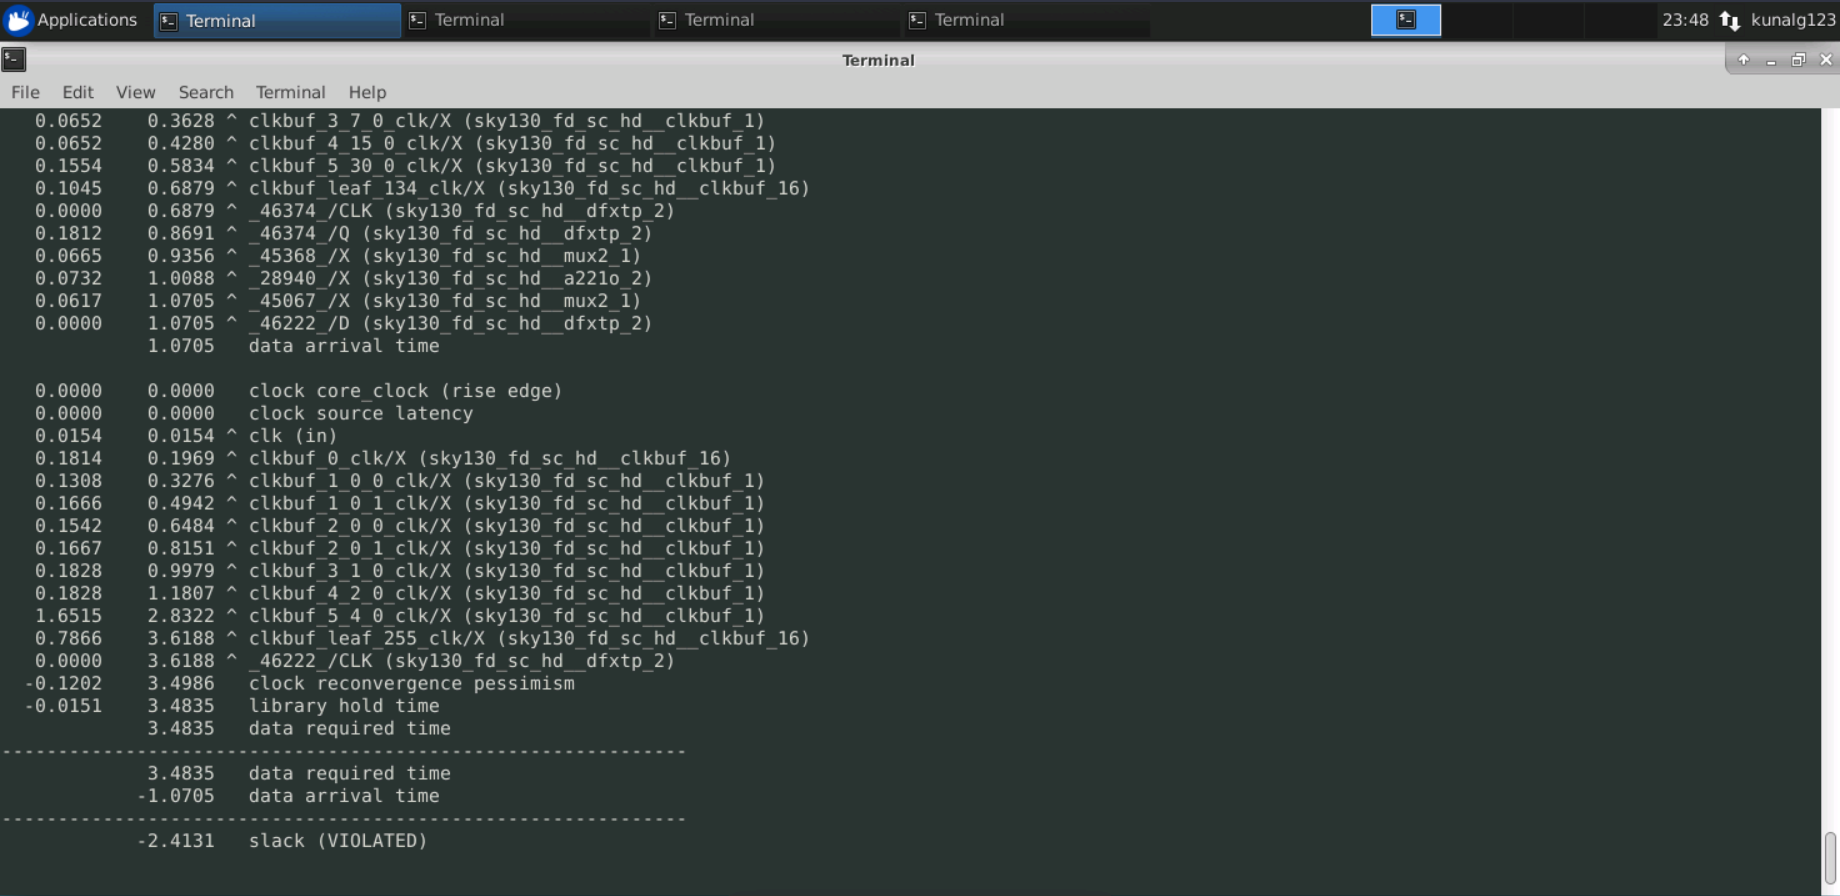 Applications Terminal Terminal Terminal Terminal 23:48 kunalg123
Terminal
File Edit View Search Terminal Help
0.0652 0.3628 ^ clkbuf_3_7_0_clk/X (sky130_fd_sc_hd__clkbuf_1)
0.0652 0.4280 ^ clkbuf_4_15_0_clk/X (sky130_fd_sc_hd__clkbuf_1)
0.1554 0.5834 ^ clkbuf_5_30_0_clk/X (sky130_fd_sc_hd__clkbuf_1)
0.1045 0.6879 ^ clkbuf_leaf_134_clk/X (sky130_fd_sc_hd__clkbuf_16)
0.0000 0.6879 ^ _46374_/CLK (sky130_fd_sc_hd__dfxtp_2)
0.1812 0.8691 ^ _46374_/Q (sky130_fd_sc_hd__dfxtp_2)
0.0665 0.9356 ^ _45368_/X (sky130_fd_sc_hd__mux2_1)
0.0732 1.0088 ^ _28940_/X (sky130_fd_sc_hd__a221o_2)
0.0617 1.0705 ^ _45067_/X (sky130_fd_sc_hd__mux2_1)
0.0000 1.0705 ^ _46222_/D (sky130_fd_sc_hd__dfxtp_2)
1.0705 data arrival time
0.0000 0.0000 clock core_clock (rise edge)
0.0000 0.0000 clock source latency
0.0154 0.0154 ^ clk (in)
0.1814 0.1969 ^ clkbuf_0_clk/X (sky130_fd_sc_hd__clkbuf_16)
0.1308 0.3276 ^ clkbuf_1_0_0_clk/X (sky130_fd_sc_hd__clkbuf_1)
0.1666 0.4942 ^ clkbuf_1_0_1_clk/X (sky130_fd_sc_hd__clkbuf_1)
0.1542 0.6484 ^ clkbuf_2_0_0_clk/X (sky130_fd_sc_hd__clkbuf_1)
0.1667 0.8151 ^ clkbuf_2_0_1_clk/X (sky130_fd_sc_hd__clkbuf_1)
0.1828 0.9979 ^ clkbuf_3_1_0_clk/X (sky130_fd_sc_hd__clkbuf_1)
0.1828 1.1807 ^ clkbuf_4_2_0_clk/X (sky130_fd_sc_hd__clkbuf_1)
1.6515 2.8322 ^ clkbuf_5_4_0_clk/X (sky130_fd_sc_hd__clkbuf_1)
0.7866 3.6188 ^ clkbuf_leaf_255_clk/X (sky130_fd_sc_hd__clkbuf_16)
0.0000 3.6188 ^ _46222_/CLK (sky130_fd_sc_hd__dfxtp_2)
-0.1202 3.4986 clock reconvergence pessimism
-0.0151 3.4835 library hold time
3.4835 data required time
-------------------------------------------------------------
3.4835 data required time
-1.0705 data arrival time
-------------------------------------------------------------
-2.4131 slack (VIOLATED)